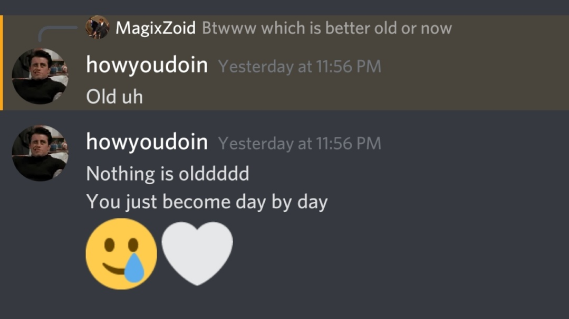 MagixZoid Btwww which is better old or now
howyoudoin Yesterday at 11:56 PM
Old uh
howyoudoin Yesterday at 11:56 PM
Nothing is olddddd
You just become day by day